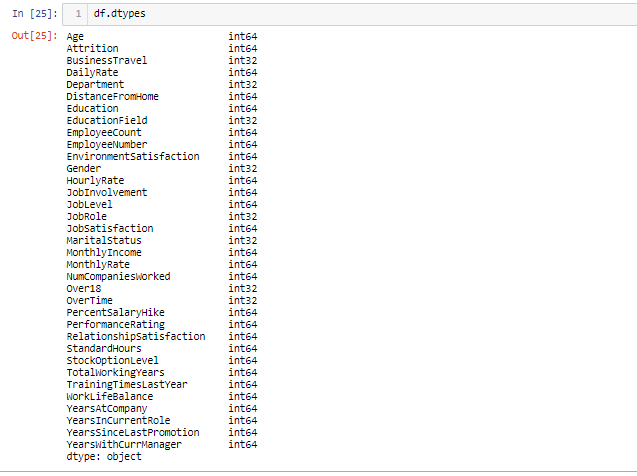 In [25]: 1 df.dtypes
Out[25]: Age int64
Attrition int64
BusinessTravel int32
DailyRate int64
Department int32
DistanceFromHome int64
Education int64
EducationField int32
EmployeeCount int64
EmployeeNumber int64
EnvironmentSatisfaction int64
Gender int32
HourlyRate int64
JobInvolvement int64
JobLevel int64
JobRole int32
JobSatisfaction int64
MaritalStatus int32
MonthlyIncome int64
MonthlyRate int64
NumCompaniesWorked int64
Over18 int32
OverTime int32
PercentSalaryHike int64
PerformanceRating int64
RelationshipSatisfaction int64
StandardHours int64
StockOptionLevel int64
TotalWorkingYears int64
TrainingTimesLastYear int64
WorkLifeBalance int64
YearsAtCompany int64
YearsInCurrentRole int64
YearsSinceLastPromotion int64
YearsWithCurrManager int64
dtype: object